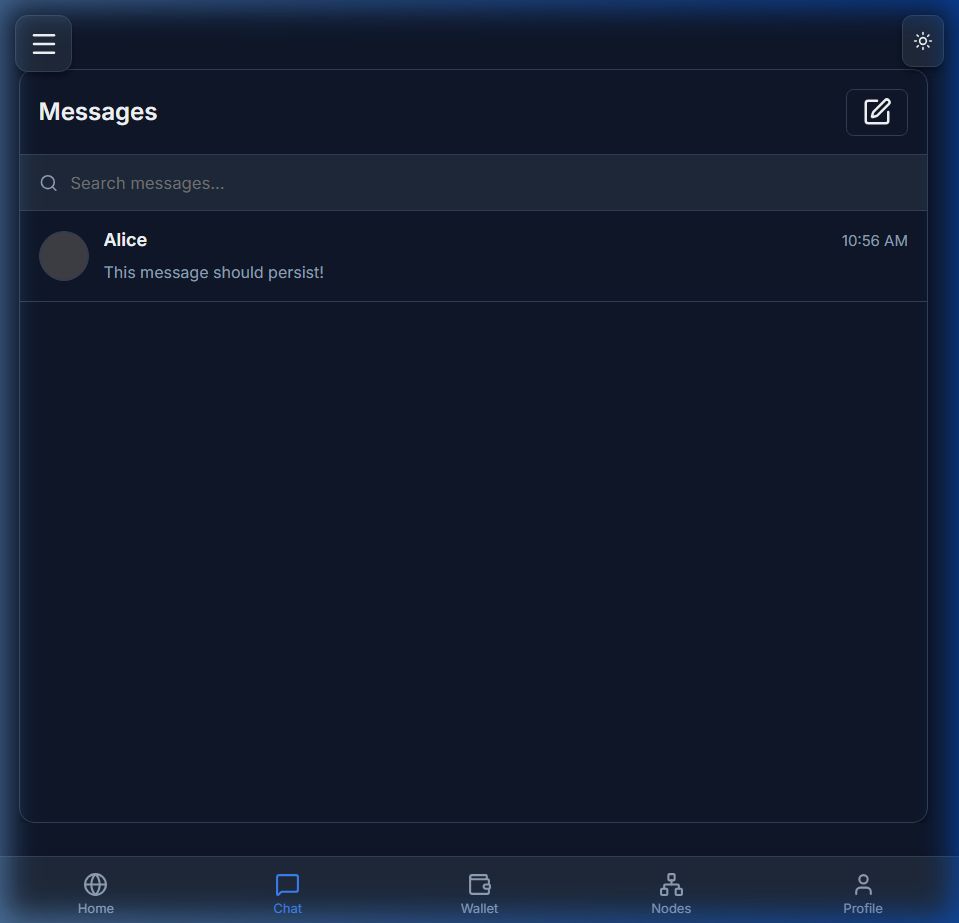 Messages
Search messages...
Alice
10:56 AM
This message should persist!
Home
Chat
Wallet
Nodes
Profile